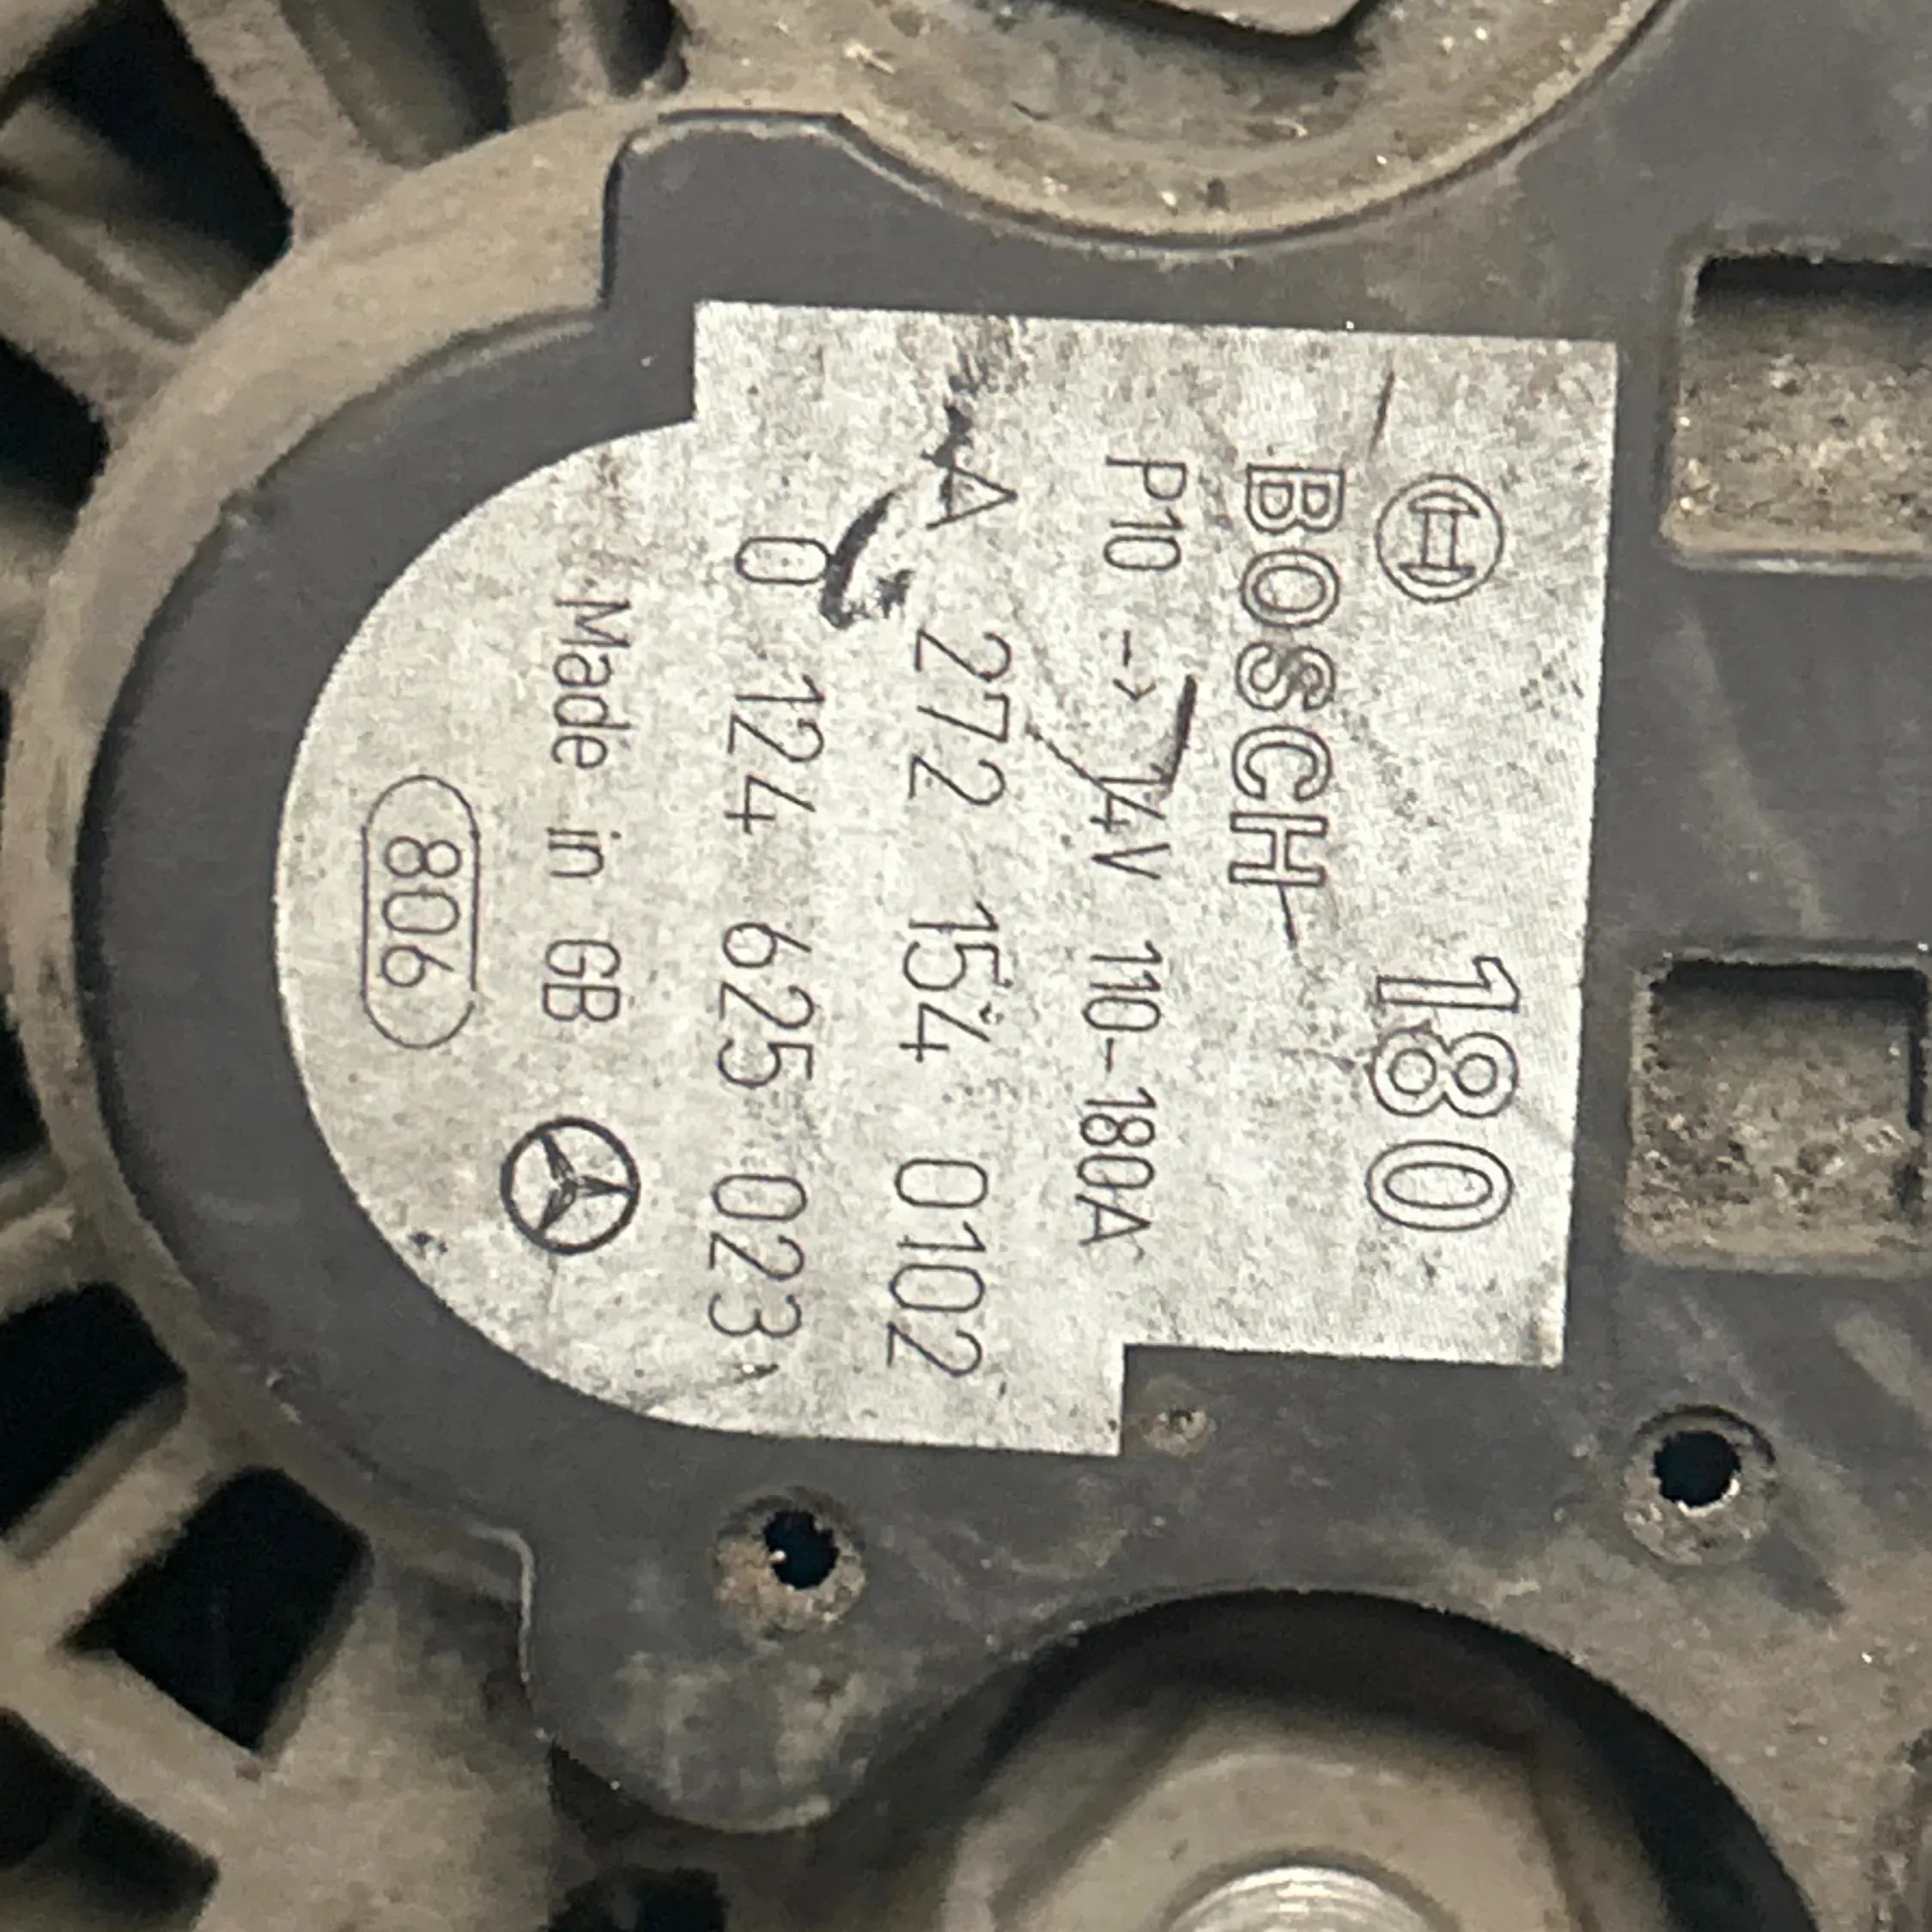 180
BOSCH
P10 -> 14V 110-180A
A 272 154 0102
0 124 625 023
Made in GB
806